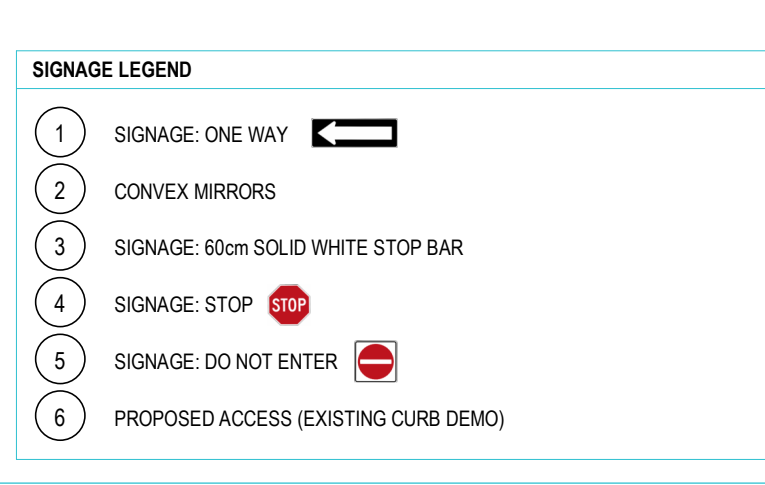 SIGNAGE LEGEND
1 SIGNAGE: ONE WAY
2 CONVEX MIRRORS
3 SIGNAGE: 60cm SOLID WHITE STOP BAR
4 SIGNAGE: STOP STOP
5 SIGNAGE: DO NOT ENTER
6 PROPOSED ACCESS (EXISTING CURB DEMO)